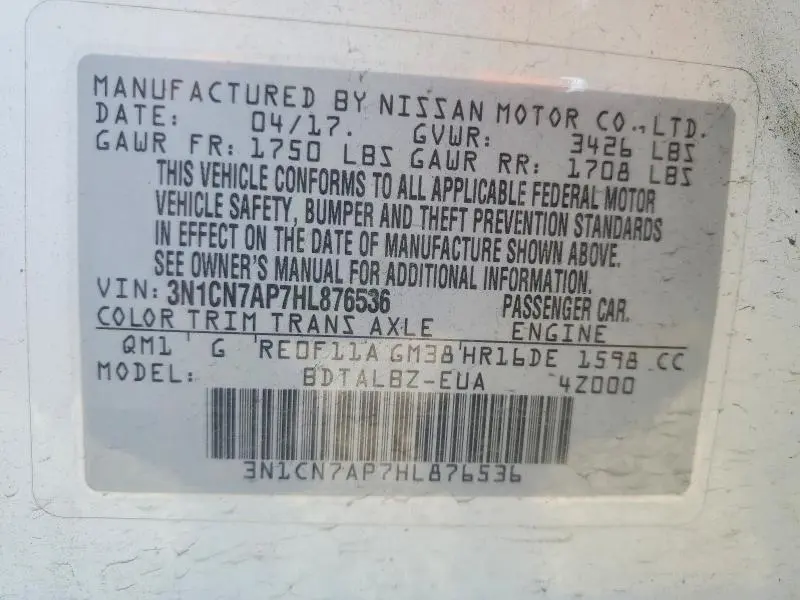 MANUFACTURED BY NISSAN MOTOR CO., LTD.
DATE: 04/17. GVWR: 3426 LBS
GAWR FR: 1750 LBS GAWR RR: 1708 LBS
THIS VEHICLE CONFORMS TO ALL APPLICABLE FEDERAL MOTOR
VEHICLE SAFETY, BUMPER AND THEFT PREVENTION STANDARDS
IN EFFECT ON THE DATE OF MANUFACTURE SHOWN ABOVE.
SEE OWNER'S MANUAL FOR ADDITIONAL INFORMATION.
VIN: 3N1CN7AP7HL876536 PASSENGER CAR.
COLOR TRIM TRANS AXLE ENGINE
QM1 G RE0F11A GM38 HR16DE 1598 CC
MODEL: BDTALBZ-EUA 4Z000
3N1CN7AP7HL876536